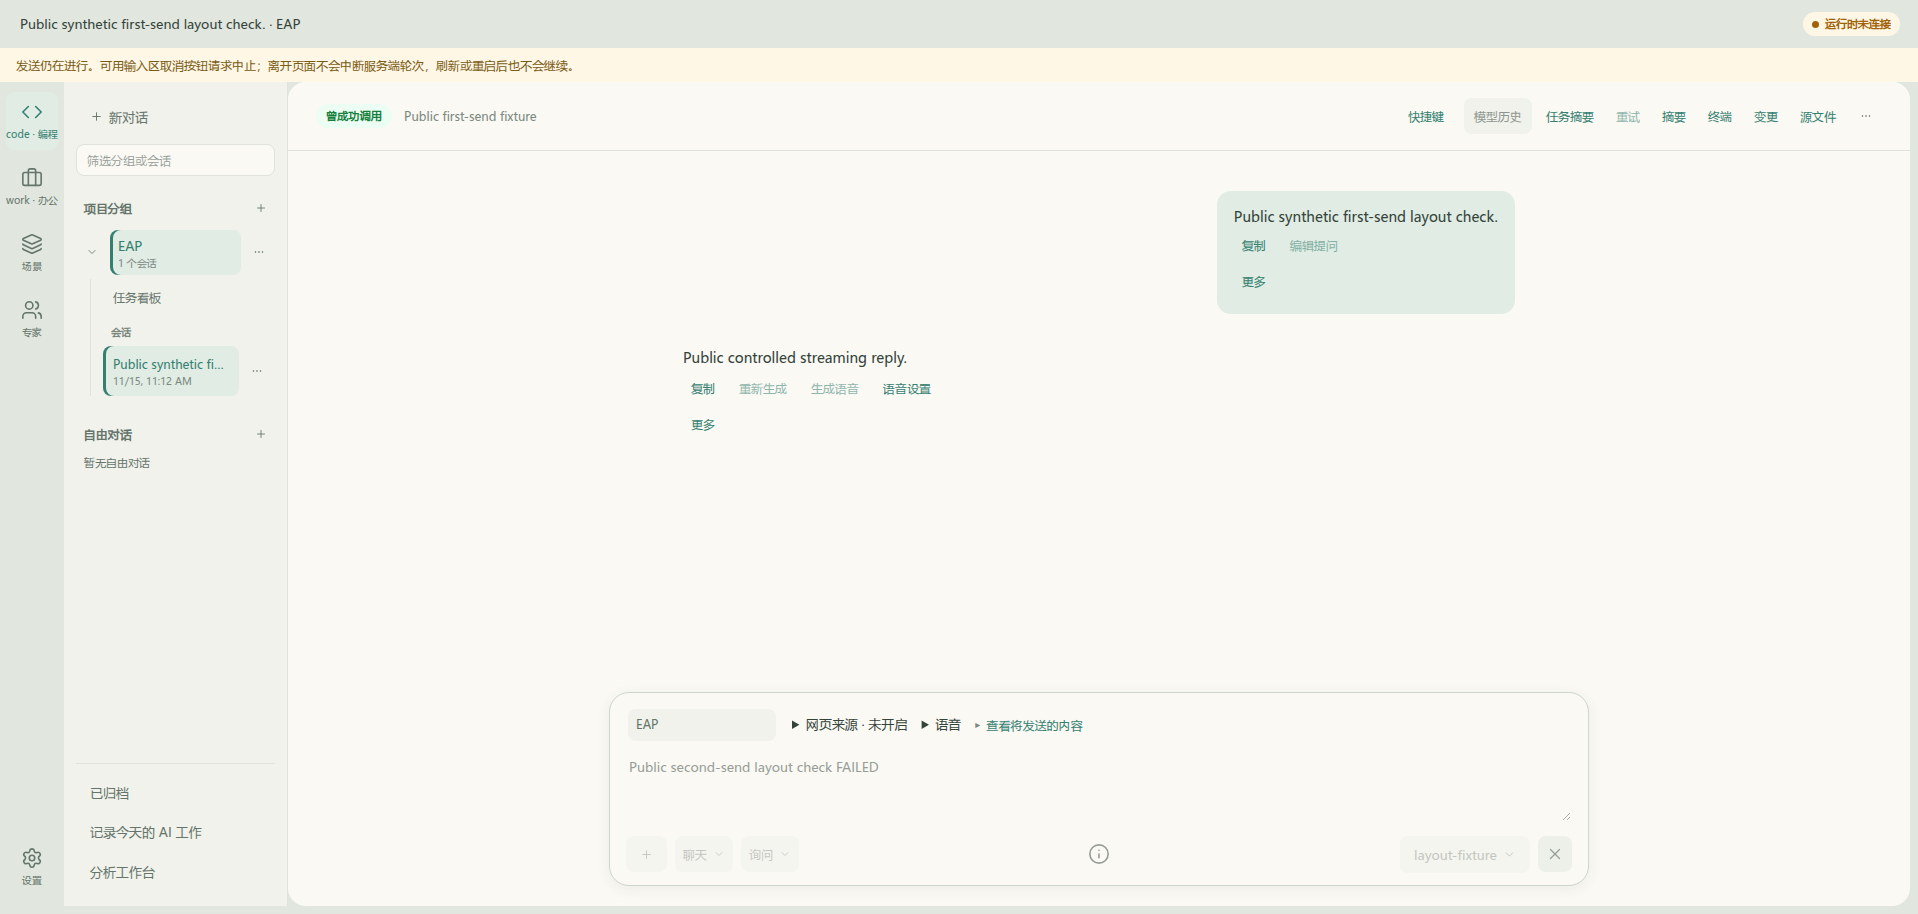 Public synthetic first-send layout check. · EAP
运行时未连接
发送仍在进行。可用输入区取消按钮请求中止；离开页面不会中断服务端轮次，刷新或重启后也不会继续。
code · 编程
work · 办公
场景
专家
设置
+ 新对话
筛选分组或会话
项目分组 +
EAP
1 个会话
...
任务看板
会话
Public synthetic fi...
11/15, 11:12 AM
...
自由对话 +
暂无自由对话
已归档
记录今天的 AI 工作
分析工作台
曾成功调用 Public first-send fixture
快捷键 模型历史 任务摘要 重试 摘要 终端 变更 源文件 ...
Public synthetic first-send layout check.
复制 编辑提问
更多
Public controlled streaming reply.
复制 重新生成 生成语音 语音设置
更多
EAP ▶ 网页来源 · 未开启 ▶ 语音 ▸ 查看将发送的内容
Public second-send layout check FAILED
+ 聊天 询问 layout-fixture